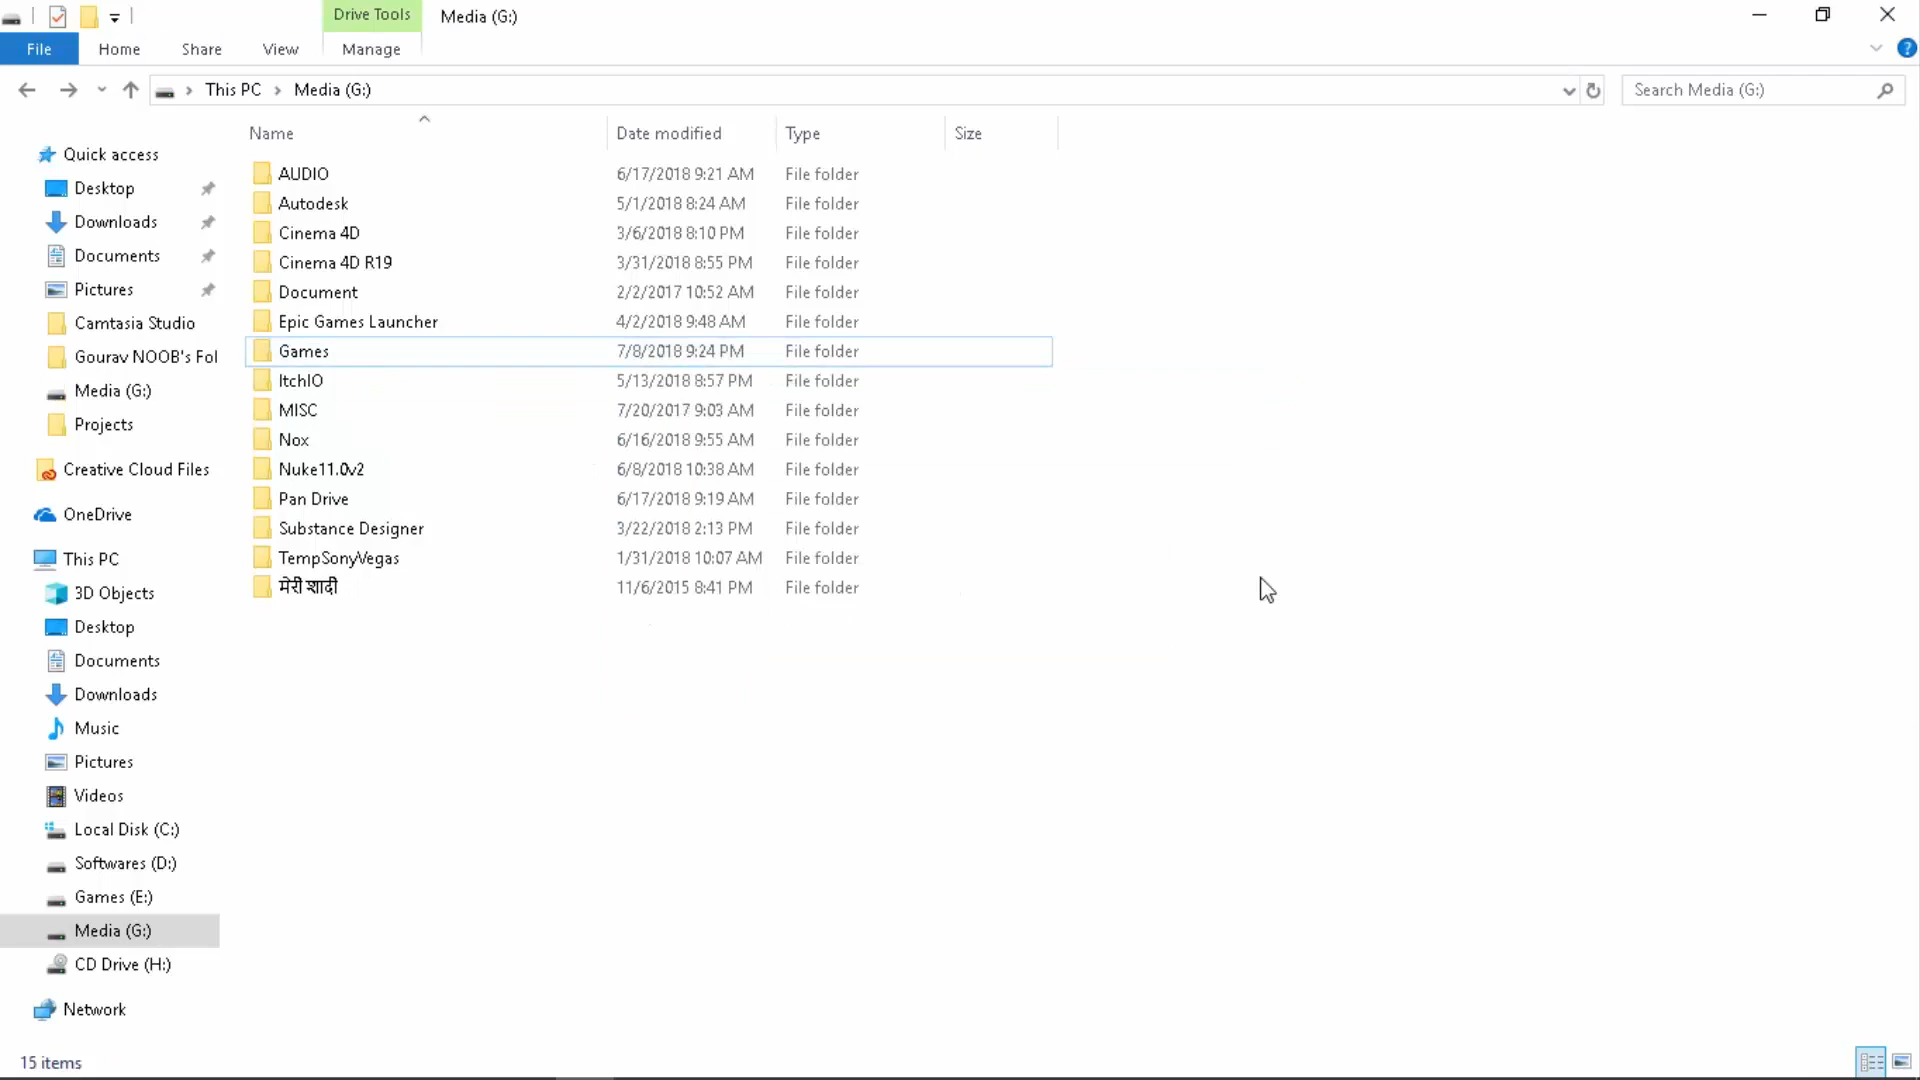 Drive Tools
Media (G:)
File
Home
Share
View
Manage
This PC
Media (G:)
Search Media (G:)
Name
Date modified
Type
Size
Quick access
Desktop
Downloads
Documents
Pictures
Camtasia Studio
Gourav NOOB's Fol
Media (G:)
Projects
Creative Cloud Files
OneDrive
This PC
3D Objects
Desktop
Documents
Downloads
Music
Pictures
Videos
Local Disk (C:)
Softwares (D:)
Games (E:)
Media (G:)
CD Drive (H:)
Network
AUDIO 6/17/2018 9:21 AM File folder
Autodesk 5/1/2018 8:24 AM File folder
Cinema 4D 3/6/2018 8:10 PM File folder
Cinema 4D R19 3/31/2018 8:55 PM File folder
Document 2/2/2017 10:52 AM File folder
Epic Games Launcher 4/2/2018 9:48 AM File folder
Games 7/8/2018 9:24 PM File folder
ItchIO 5/13/2018 8:57 PM File folder
MISC 7/20/2017 9:03 AM File folder
Nox 6/16/2018 9:55 AM File folder
Nuke11.0v2 6/8/2018 10:38 AM File folder
Pan Drive 6/17/2018 9:19 AM File folder
Substance Designer 3/22/2018 2:13 PM File folder
TempSonyVegas 1/31/2018 10:07 AM File folder
मेरी शादी 11/6/2015 8:41 PM File folder
15 items